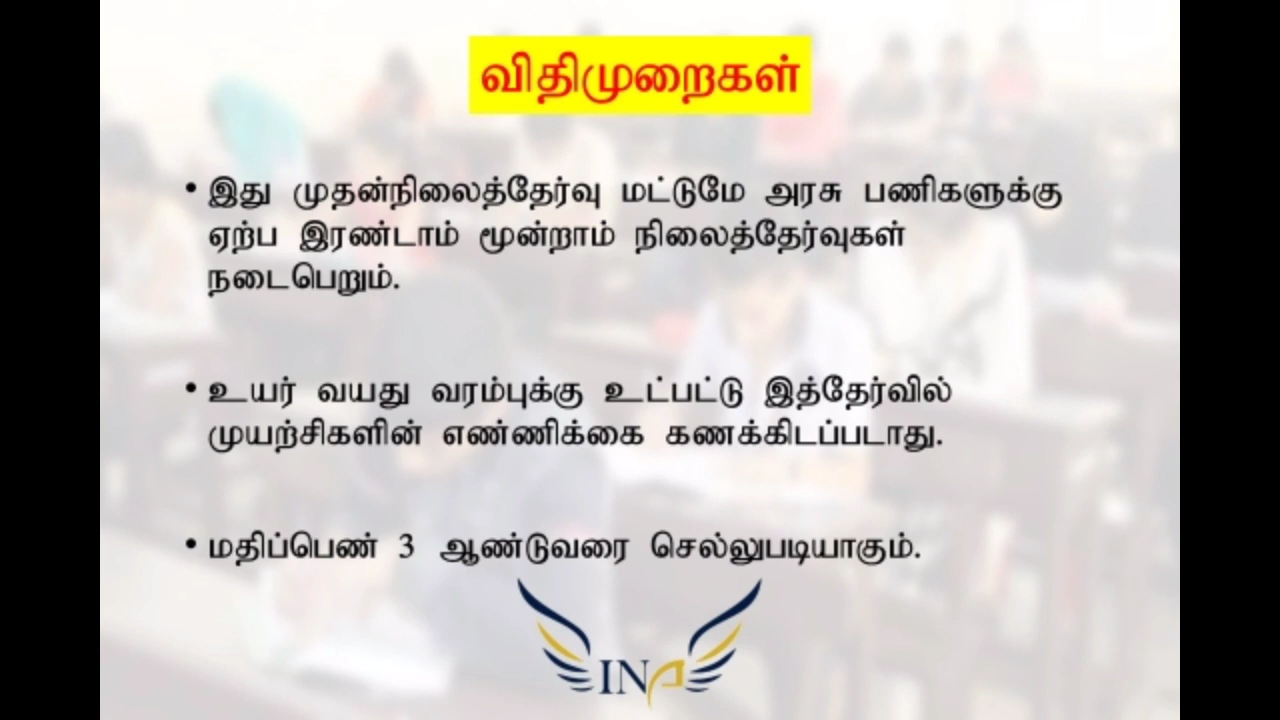 விதிமுறைகள்
• இது முதன்நிலைத்தேர்வு மட்டுமே அரசு பணிகளுக்கு
ஏற்ப இரண்டாம் மூன்றாம் நிலைத்தேர்வுகள்
நடைபெறும்.
• உயர் வயது வரம்புக்கு உட்பட்டு இத்தேர்வில்
முயற்சிகளின் எண்ணிக்கை கணக்கிடப்படாது.
• மதிப்பெண் 3 ஆண்டுவரை செல்லுபடியாகும்.
INA